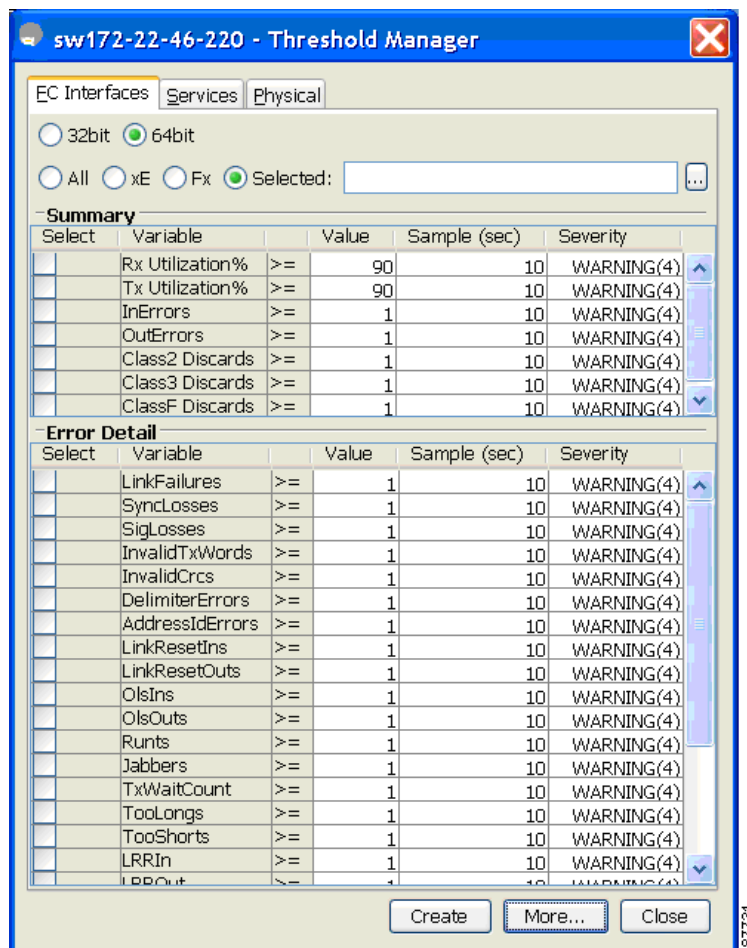 sw172-22-46-220 - Threshold Manager
FC Interfaces Services Physical
32bit 64bit
All xE Fx Selected: ...
Summary
Select Variable Value Sample (sec) Severity
Rx Utilization% >= 90 10 WARNING(4)
Tx Utilization% >= 90 10 WARNING(4)
InErrors >= 1 10 WARNING(4)
OutErrors >= 1 10 WARNING(4)
Class2 Discards >= 1 10 WARNING(4)
Class3 Discards >= 1 10 WARNING(4)
ClassF Discards >= 1 10 WARNING(4)
Error Detail
Select Variable Value Sample (sec) Severity
LinkFailures >= 1 10 WARNING(4)
SyncLosses >= 1 10 WARNING(4)
SigLosses >= 1 10 WARNING(4)
InvalidTxWords >= 1 10 WARNING(4)
InvalidCrcs >= 1 10 WARNING(4)
DelimiterErrors >= 1 10 WARNING(4)
AddressIdErrors >= 1 10 WARNING(4)
LinkResetIns >= 1 10 WARNING(4)
LinkResetOuts >= 1 10 WARNING(4)
OlsIns >= 1 10 WARNING(4)
OlsOuts >= 1 10 WARNING(4)
Runts >= 1 10 WARNING(4)
Jabbers >= 1 10 WARNING(4)
TxWaitCount >= 1 10 WARNING(4)
TooLongs >= 1 10 WARNING(4)
TooShorts >= 1 10 WARNING(4)
LRRIn >= 1 10 WARNING(4)
LRROut >= 1 10 WARNING(4)
Create More... Close